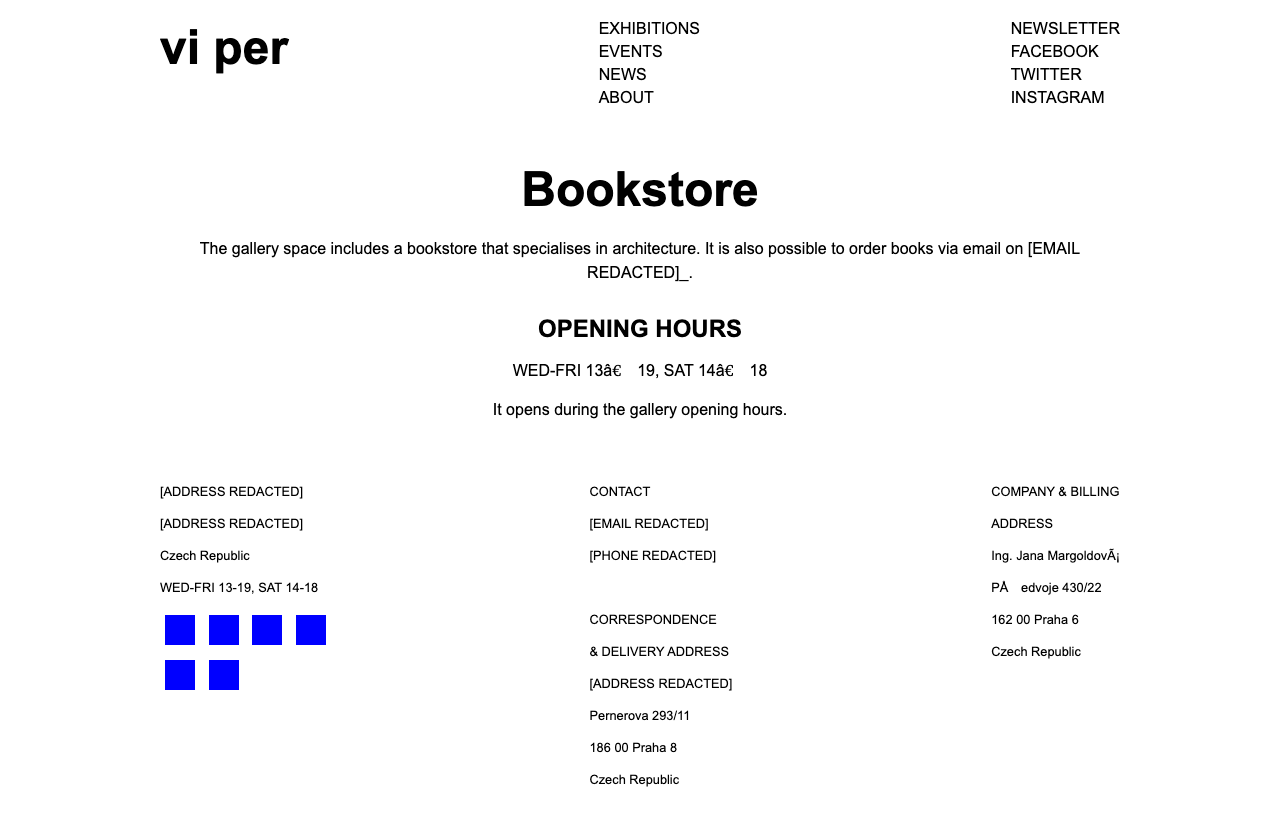 vi per
EXHIBITIONS
EVENTS
NEWS
ABOUT
NEWSLETTER
FACEBOOK
TWITTER
INSTAGRAM
Bookstore
The gallery space includes a bookstore that specialises in architecture. It is also possible to order books via email on [EMAIL
REDACTED]_.
OPENING HOURS
WED-FRI 13â€ 19, SAT 14â€ 18
It opens during the gallery opening hours.
[ADDRESS REDACTED]
[ADDRESS REDACTED]
Czech Republic
WED-FRI 13-19, SAT 14-18
CONTACT
[EMAIL REDACTED]
[PHONE REDACTED]
CORRESPONDENCE
& DELIVERY ADDRESS
[ADDRESS REDACTED]
Pernerova 293/11
186 00 Praha 8
Czech Republic
COMPANY & BILLING
ADDRESS
Ing. Jana MargoldovÃ¡
PÅ edvoje 430/22
162 00 Praha 6
Czech Republic